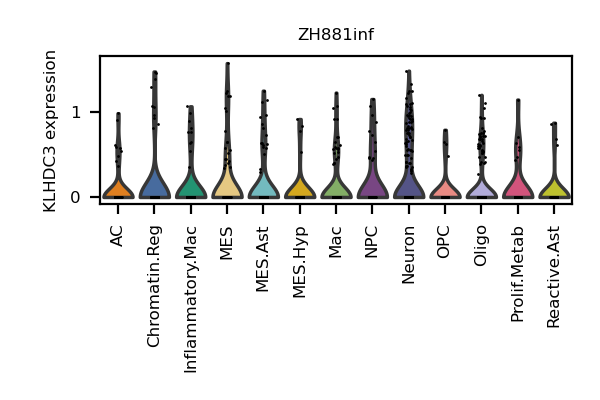 ZH881inf
KLHDC3 expression
1
0
AC
Chromatin.Reg
Inflammatory.Mac
MES
MES.Ast
MES.Hyp
Mac
NPC
Neuron
OPC
Oligo
Prolif.Metab
Reactive.Ast